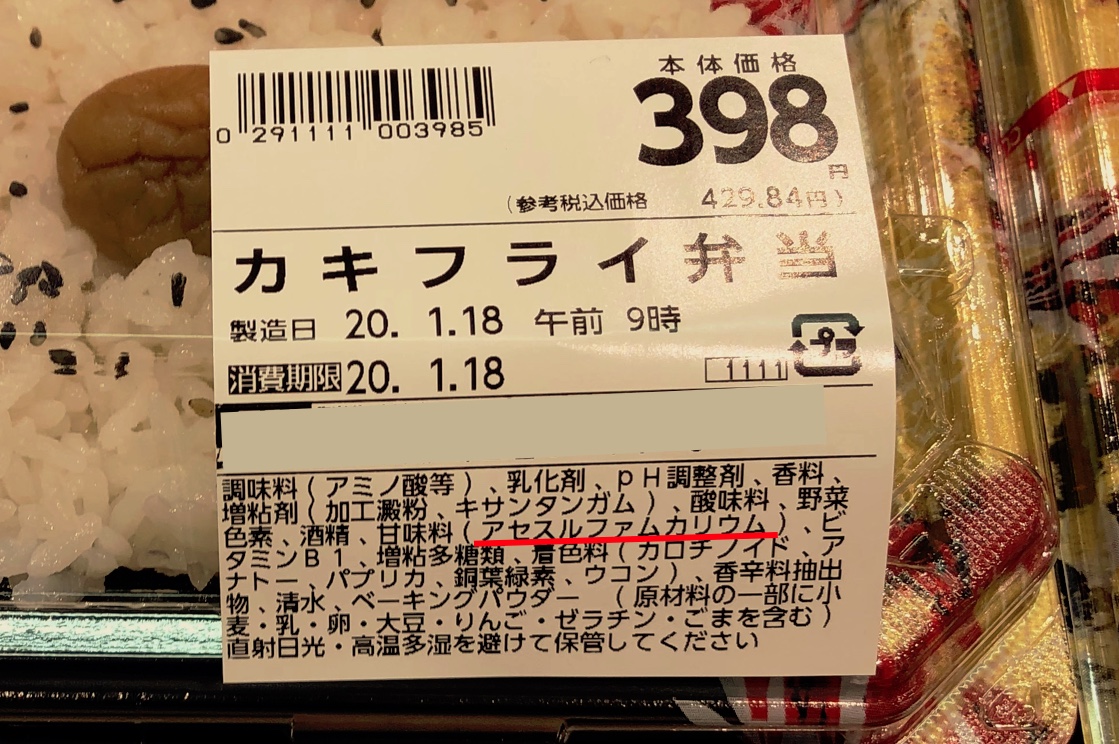 本体価格
398円
0 291111 003985
(参考税込価格 429.84円)
カキフライ弁当
製造日 20. 1.18 午前 9時
消費期限 20. 1.18
1111
調味料(アミノ酸等)、乳化剤、pH調整剤、香料、
増粘剤(加工澱粉、キサンタンガム)、酸味料、野菜
色素、酒精、甘味料(アセスルファムカリウム)、ビ
タミンB1、増粘多糖類、着色料(カロチノイド、ア
ナトー、パプリカ、銅葉緑素、ウコン)、香辛料抽出
物、清水、ベーキングパウダー (原材料の一部に小
麦・乳・卵・大豆・りんご・ゼラチン・ごまを含む)
直射日光・高温多湿を避けて保管してください